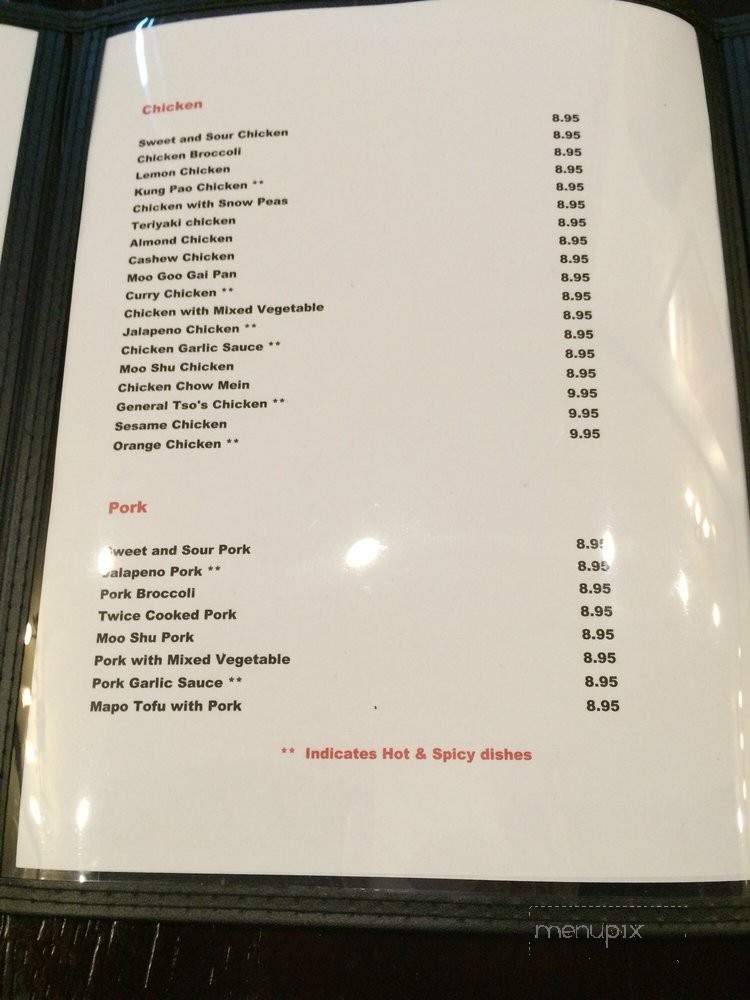 Chicken
Sweet and Sour Chicken 8.95
Chicken Broccoli 8.95
Lemon Chicken 8.95
Kung Pao Chicken ** 8.95
Chicken with Snow Peas 8.95
Teriyaki chicken 8.95
Almond Chicken 8.95
Cashew Chicken 8.95
Moo Goo Gai Pan 8.95
Curry Chicken ** 8.95
Chicken with Mixed Vegetable 8.95
Jalapeno Chicken ** 8.95
Chicken Garlic Sauce ** 8.95
Moo Shu Chicken 8.95
Chicken Chow Mein 8.95
General Tso's Chicken ** 9.95
Sesame Chicken 9.95
Orange Chicken ** 9.95
Pork
Sweet and Sour Pork 8.95
Jalapeno Pork ** 8.95
Pork Broccoli 8.95
Twice Cooked Pork 8.95
Moo Shu Pork 8.95
Pork with Mixed Vegetable 8.95
Pork Garlic Sauce ** 8.95
Mapo Tofu with Pork 8.95
** Indicates Hot & Spicy dishes
menupix